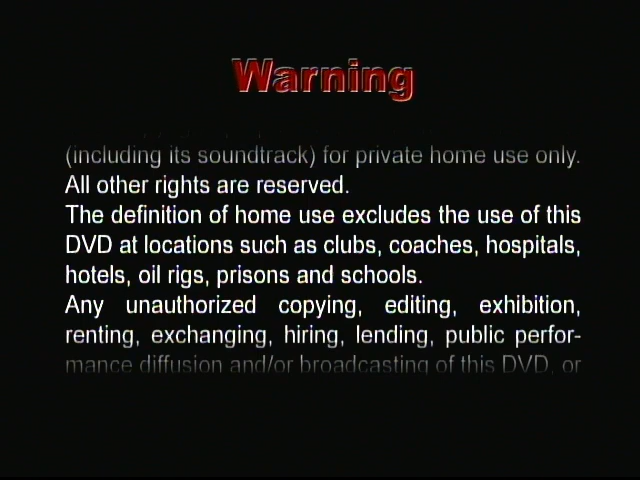 Warning
(including its soundtrack) for private home use only.
All other rights are reserved.
The definition of home use excludes the use of this
DVD at locations such as clubs, coaches, hospitals,
hotels, oil rigs, prisons and schools.
Any unauthorized copying, editing, exhibition,
renting, exchanging, hiring, lending, public perfor-
mance diffusion and/or broadcasting of this DVD, or